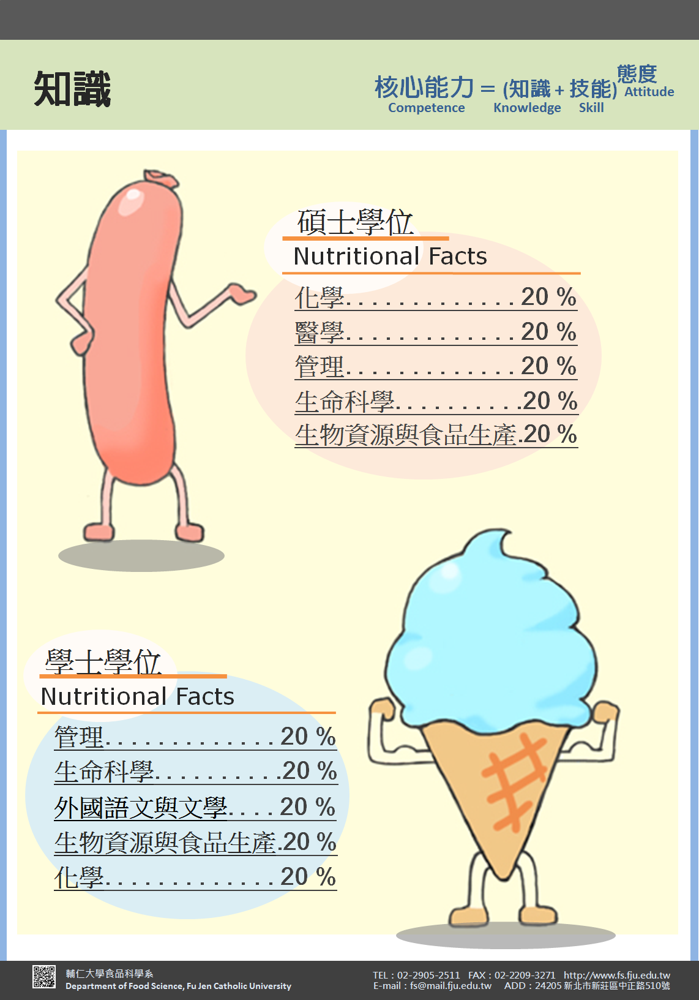 知識
核心能力 = (知識 + 技能) 態度
Competence Knowledge Skill Attitude
碩士學位
Nutritional Facts
化學. . . . . . . . . . . . . 20 %
醫學. . . . . . . . . . . . . 20 %
管理. . . . . . . . . . . . . 20 %
生命科學. . . . . . . . . .20 %
生物資源與食品生產.20 %
學士學位
Nutritional Facts
管理. . . . . . . . . . . . . 20 %
生命科學. . . . . . . . . .20 %
外國語文與文學. . . . 20 %
生物資源與食品生產.20 %
化學. . . . . . . . . . . . . 20 %
輔仁大學食品科學系
Department of Food Science, Fu Jen Catholic University
TEL：02-2905-2511 FAX：02-2209-3271 http://www.fs.fju.edu.tw
E-mail：fs@mail.fju.edu.tw ADD：24205 新北市新莊區中正路510號